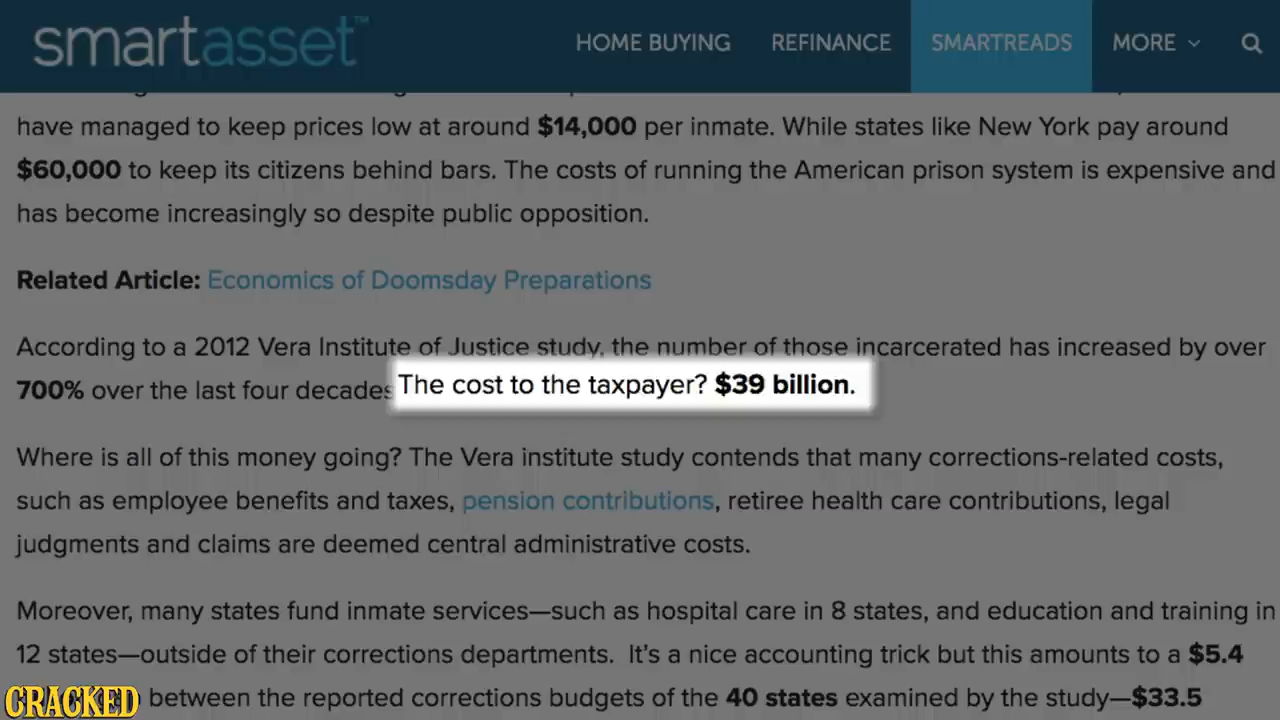 smartasset™ HOME BUYING REFINANCE SMARTREADS MORE
have managed to keep prices low at around $14,000 per inmate. While states like New York pay around
$60,000 to keep its citizens behind bars. The costs of running the American prison system is expensive and
has become increasingly so despite public opposition.
Related Article: Economics of Doomsday Preparations
According to a 2012 Vera Institute of Justice study, the number of those incarcerated has increased by over
700% over the last four decades The cost to the taxpayer? $39 billion.
Where is all of this money going? The Vera institute study contends that many corrections-related costs,
such as employee benefits and taxes, pension contributions, retiree health care contributions, legal
judgments and claims are deemed central administrative costs.
Moreover, many states fund inmate services—such as hospital care in 8 states, and education and training in
12 states—outside of their corrections departments. It's a nice accounting trick but this amounts to a $5.4
CRACKED between the reported corrections budgets of the 40 states examined by the study—$33.5